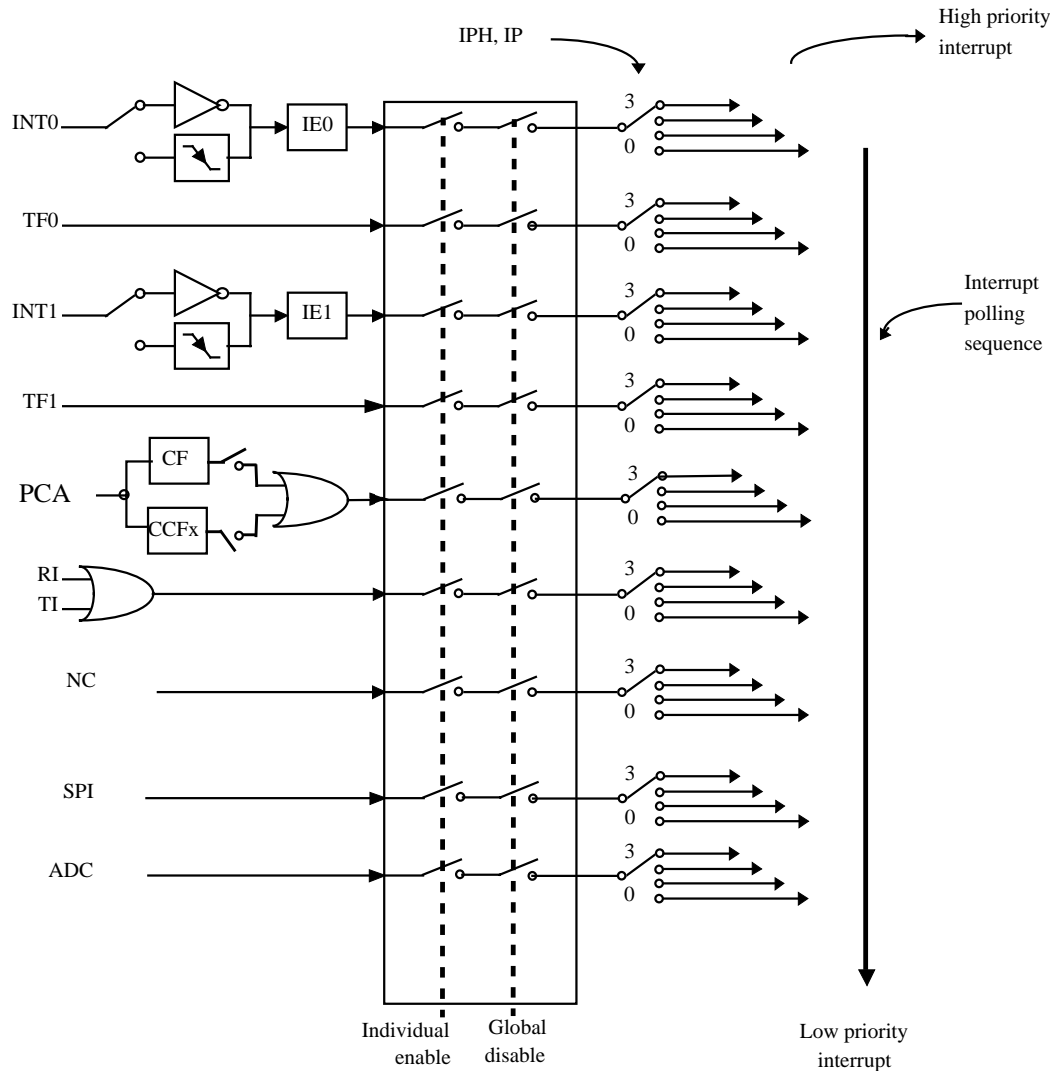 IPH, IP
High priority
interrupt
3
INT0
IE0
0
3
TF0
0
3
INT1
IE1
0
Interrupt
polling
sequence
3
TF1
0
CF
3
PCA
CCFx
0
RI
3
TI
0
3
NC
0
3
SPI
0
3
ADC
0
Individual
enable
Global
disable
Low priority
interrupt